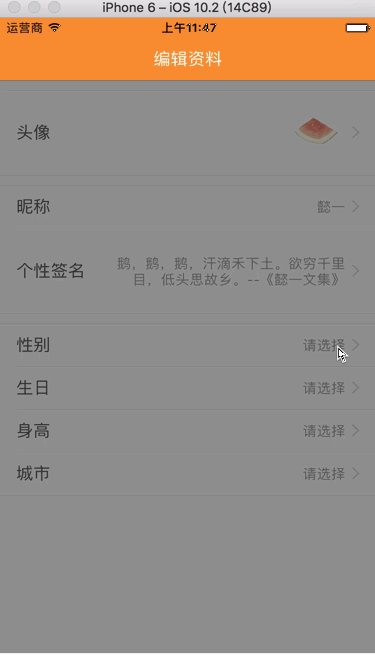 iPhone 6 – iOS 10.2 (14C89)
运营商 上午11:47
编辑资料
头像
昵称 懿一
个性签名 鹅，鹅，鹅，汗滴禾下土。欲穷千里
目，低头思故乡。--《懿一文集》
性别 请选择
生日 请选择
身高 请选择
城市 请选择